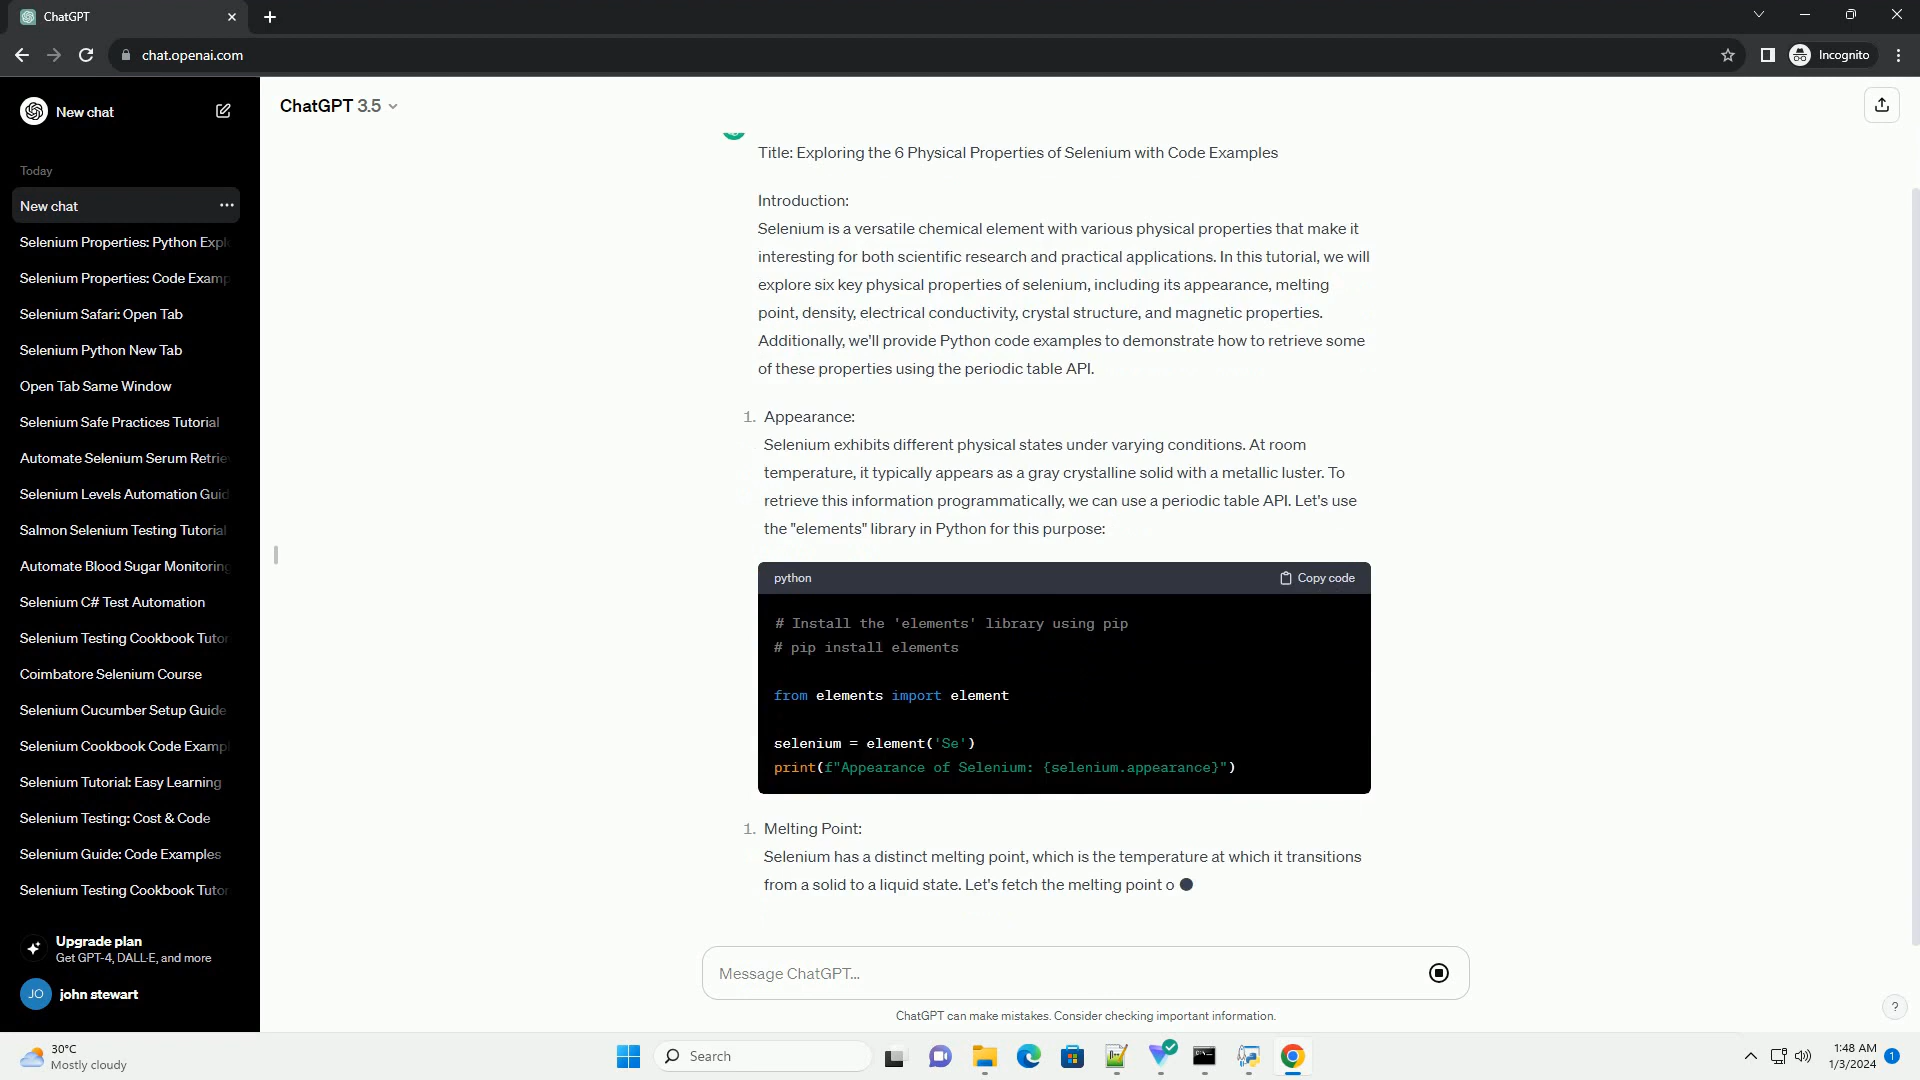 ChatGPT
chat.openai.com
Incognito
New chat
ChatGPT 3.5
Today
New chat
Selenium Properties: Python Expl
Selenium Properties: Code Examp
Selenium Safari: Open Tab
Selenium Python New Tab
Open Tab Same Window
Selenium Safe Practices Tutorial
Automate Selenium Serum Retrie
Selenium Levels Automation Guid
Salmon Selenium Testing Tutorial
Automate Blood Sugar Monitoring
Selenium C# Test Automation
Selenium Testing Cookbook Tutor
Coimbatore Selenium Course
Selenium Cucumber Setup Guide
Selenium Cookbook Code Exampl
Selenium Tutorial: Easy Learning
Selenium Testing: Cost & Code
Selenium Guide: Code Examples
Selenium Testing Cookbook Tutor
Upgrade plan
Get GPT-4, DALL·E, and more
JO
john stewart
Title: Exploring the 6 Physical Properties of Selenium with Code Examples
Introduction:
Selenium is a versatile chemical element with various physical properties that make it
interesting for both scientific research and practical applications. In this tutorial, we will
explore six key physical properties of selenium, including its appearance, melting
point, density, electrical conductivity, crystal structure, and magnetic properties.
Additionally, we'll provide Python code examples to demonstrate how to retrieve some
of these properties using the periodic table API.
1. Appearance:
Selenium exhibits different physical states under varying conditions. At room
temperature, it typically appears as a gray crystalline solid with a metallic luster. To
retrieve this information programmatically, we can use a periodic table API. Let's use
the "elements" library in Python for this purpose:
python
Copy code
# Install the 'elements' library using pip
# pip install elements
from elements import element
selenium = element('Se')
print(f"Appearance of Selenium: {selenium.appearance}")
1. Melting Point:
Selenium has a distinct melting point, which is the temperature at which it transitions
from a solid to a liquid state. Let's fetch the melting point o
Message ChatGPT...
ChatGPT can make mistakes. Consider checking important information.
?
30°C
Mostly cloudy
Search
1:48 AM
1/3/2024
1